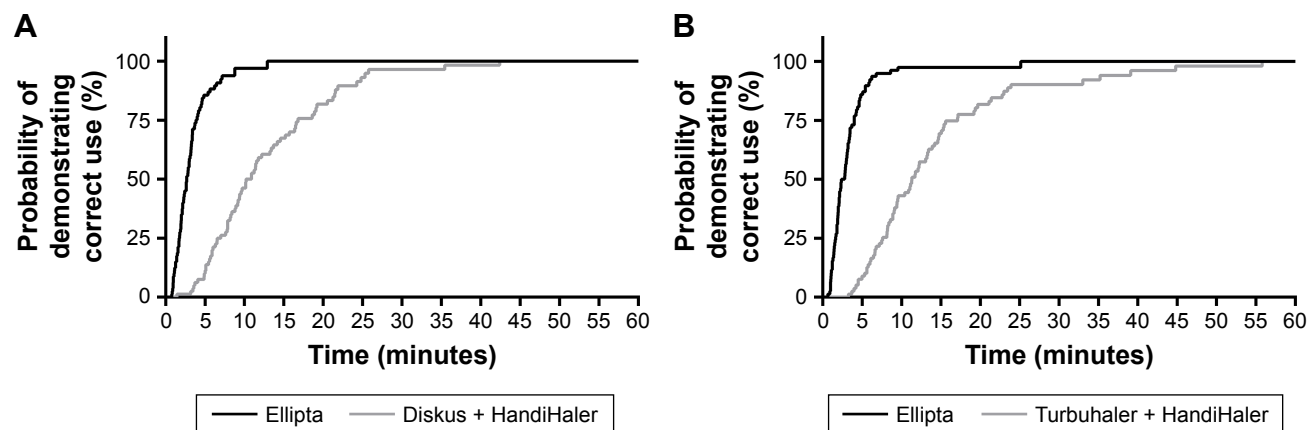 A
Probability of
demonstrating
correct use (%)
100
75
50
25
0
0 5 10 15 20 25 30 35 40 45 50 55 60
Time (minutes)
Ellipta Diskus + HandiHaler
B
Probability of
demonstrating
correct use (%)
100
75
50
25
0
0 5 10 15 20 25 30 35 40 45 50 55 60
Time (minutes)
Ellipta Turbuhaler + HandiHaler